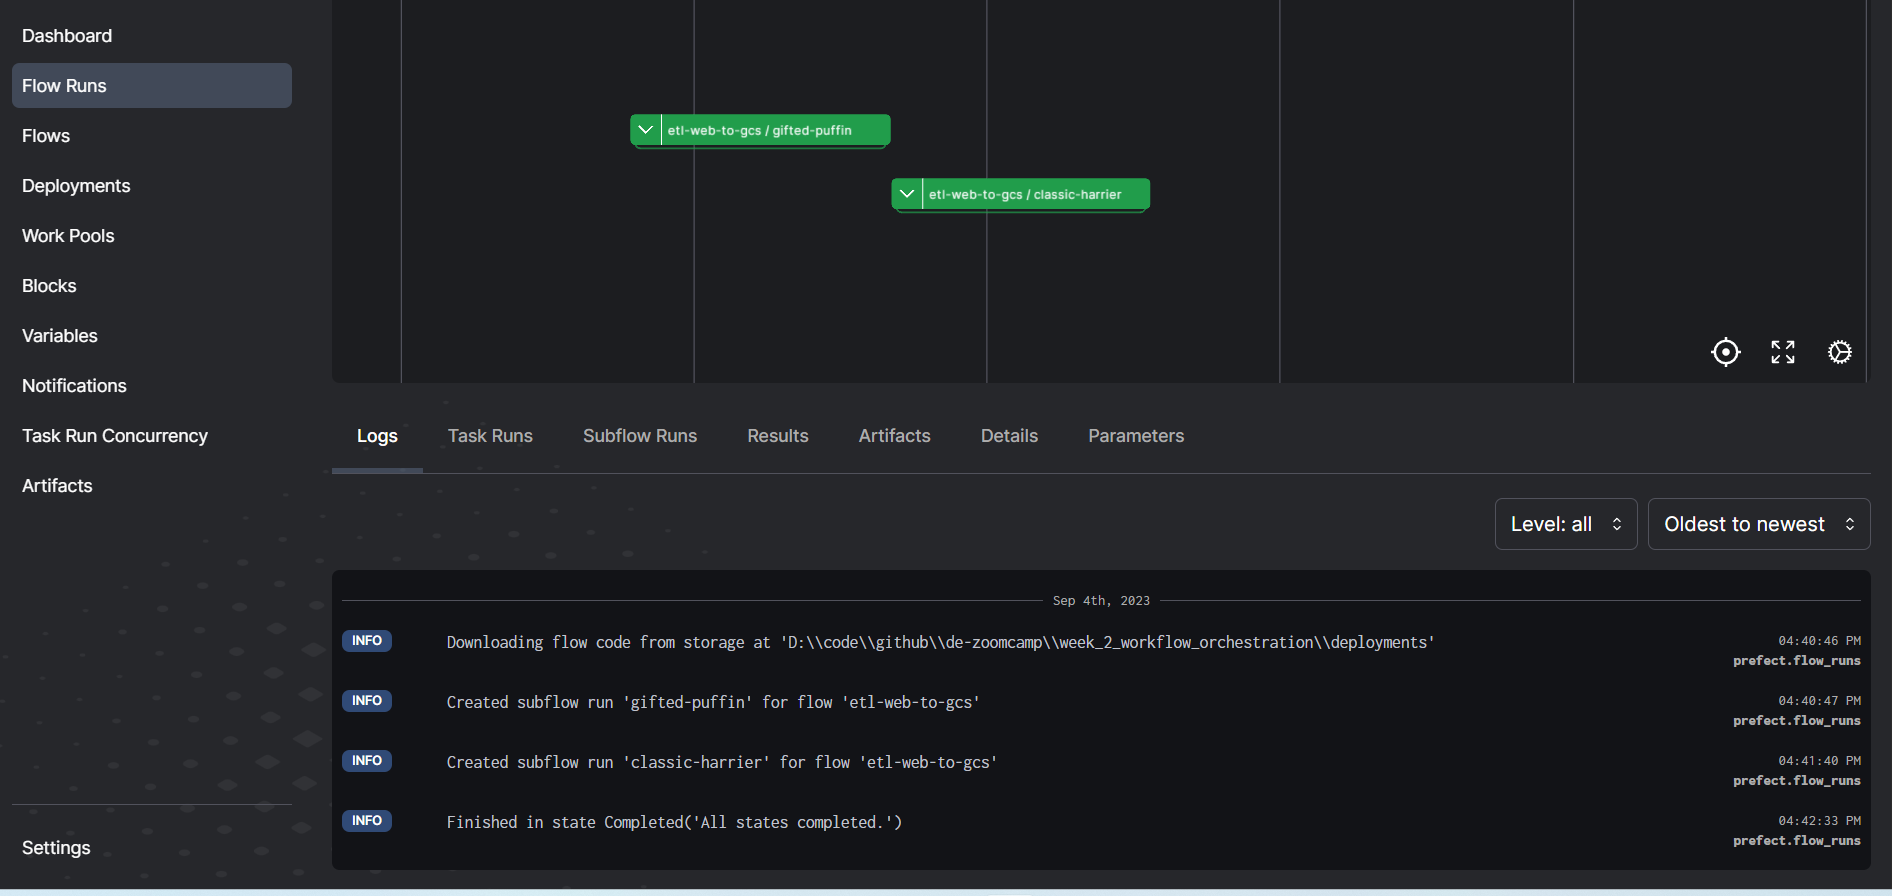 Dashboard
Flow Runs
Flows
Deployments
Work Pools
Blocks
Variables
Notifications
Task Run Concurrency
Artifacts
Settings
etl-web-to-gcs / gifted-puffin
etl-web-to-gcs / classic-harrier
Logs Task Runs Subflow Runs Results Artifacts Details Parameters
Level: all Oldest to newest
Sep 4th, 2023
INFO Downloading flow code from storage at 'D:\\code\\github\\de-zoomcamp\\week_2_workflow_orchestration\\deployments' 04:40:46 PM
prefect.flow_runs
INFO Created subflow run 'gifted-puffin' for flow 'etl-web-to-gcs' 04:40:47 PM
prefect.flow_runs
INFO Created subflow run 'classic-harrier' for flow 'etl-web-to-gcs' 04:41:40 PM
prefect.flow_runs
INFO Finished in state Completed('All states completed.') 04:42:33 PM
prefect.flow_runs